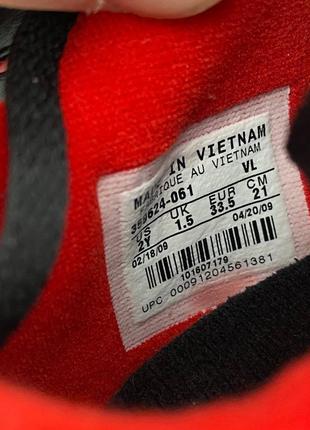 MADE IN VIETNAM
FABRIQUE AU VIETNAM
061 VL
US UK EUR CM
2Y 1.5 33.5 21
02/18/09 04/20/09
101607179
UPC 00091204561381